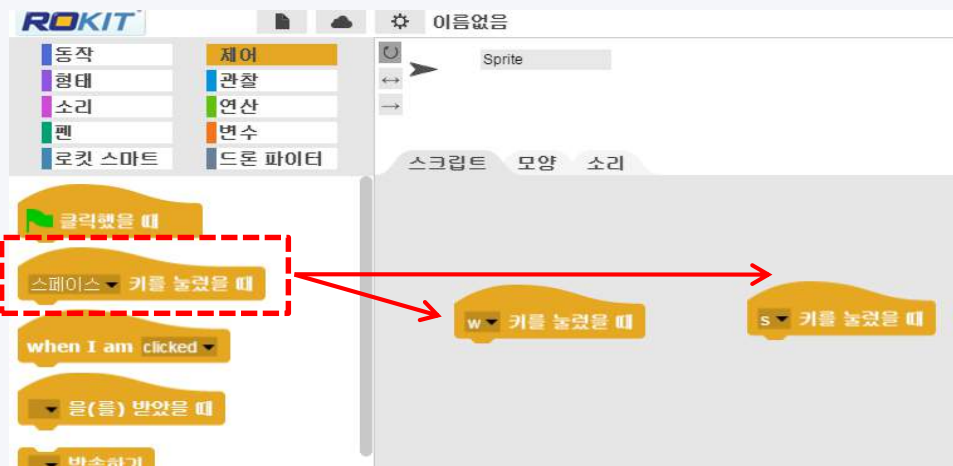 ROKIT
이름없음
동작
제어
형태
관찰
소리
연산
펜
변수
로킷 스마트
드론 파이터
Sprite
스크립트
모양
소리
클릭했을 때
스페이스 키를 눌렀을 때
when I am clicked
을(를) 받았을 때
발송하기
w 키를 눌렀을 때
s 키를 눌렀을 때